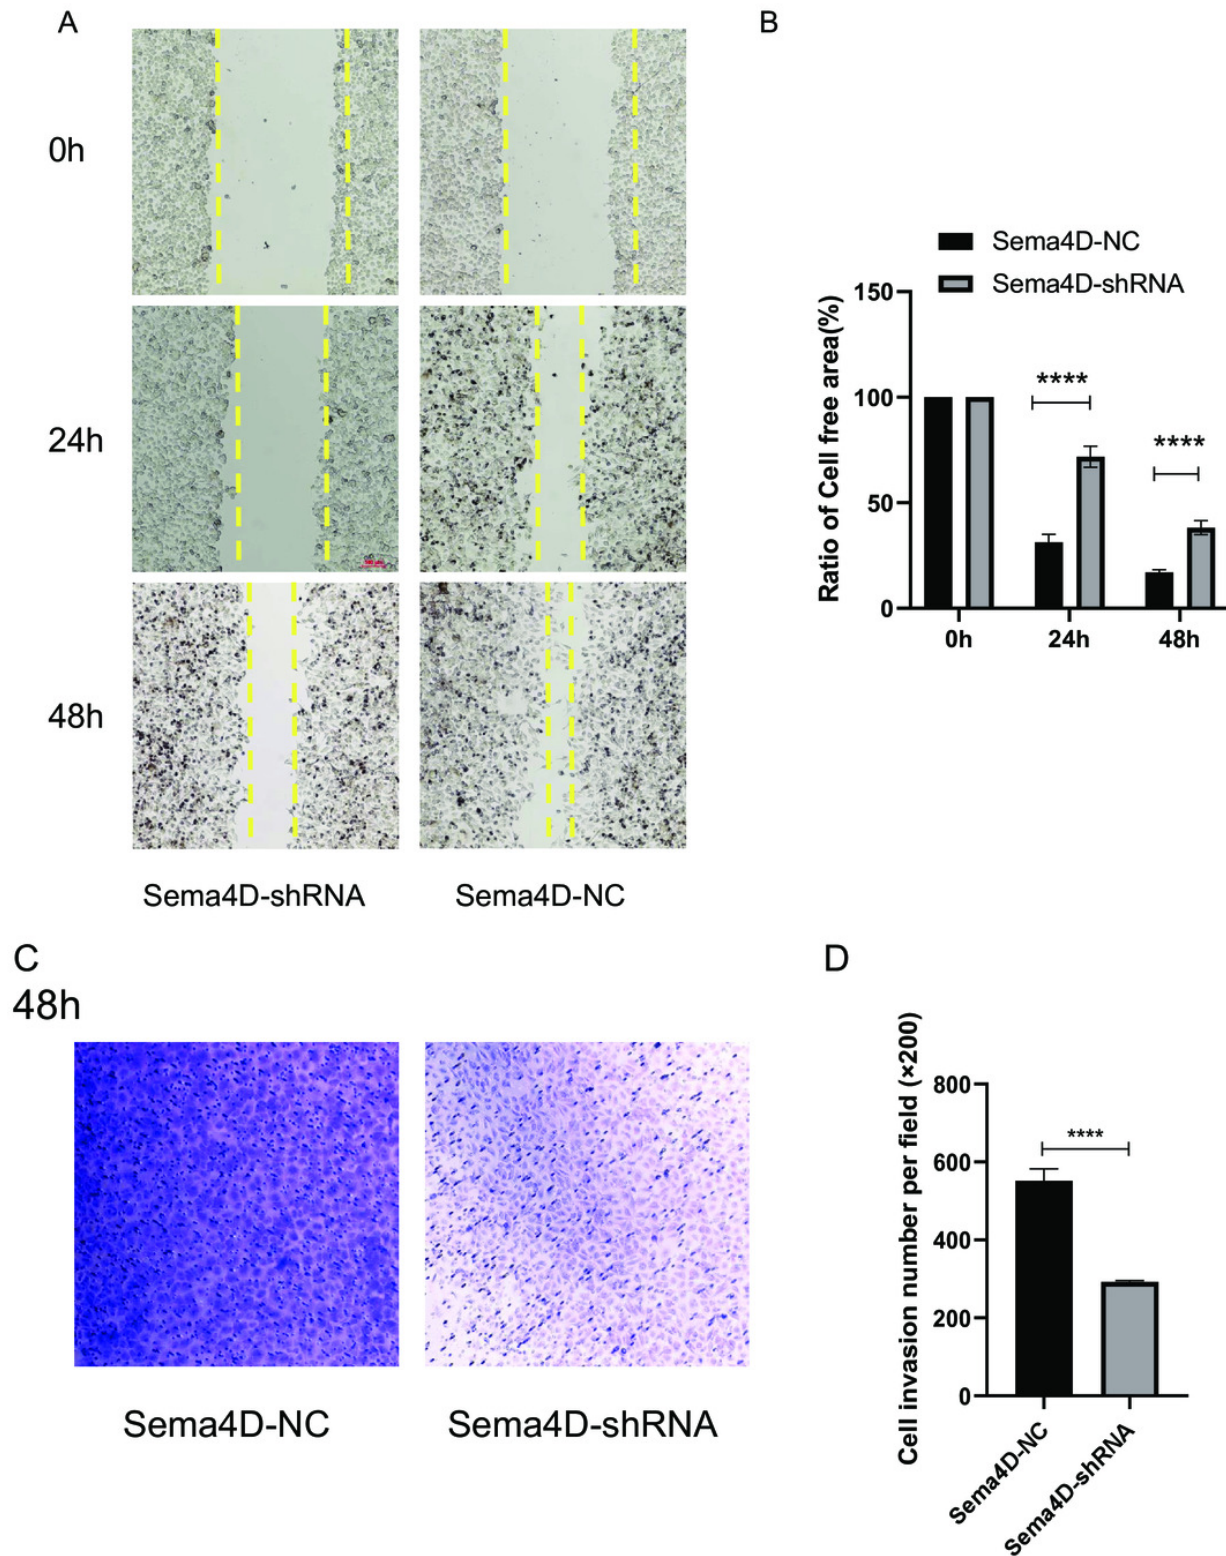 A
B
0h
24h
48h
Sema4D-shRNA
Sema4D-NC
Sema4D-NC
Sema4D-shRNA
Ratio of Cell free area(%)
150
100
50
0
****
****
0h
24h
48h
C
48h
Sema4D-NC
Sema4D-shRNA
D
Cell invasion number per field (×200)
800
600
400
200
0
****
Sema4D-NC
Sema4D-shRNA